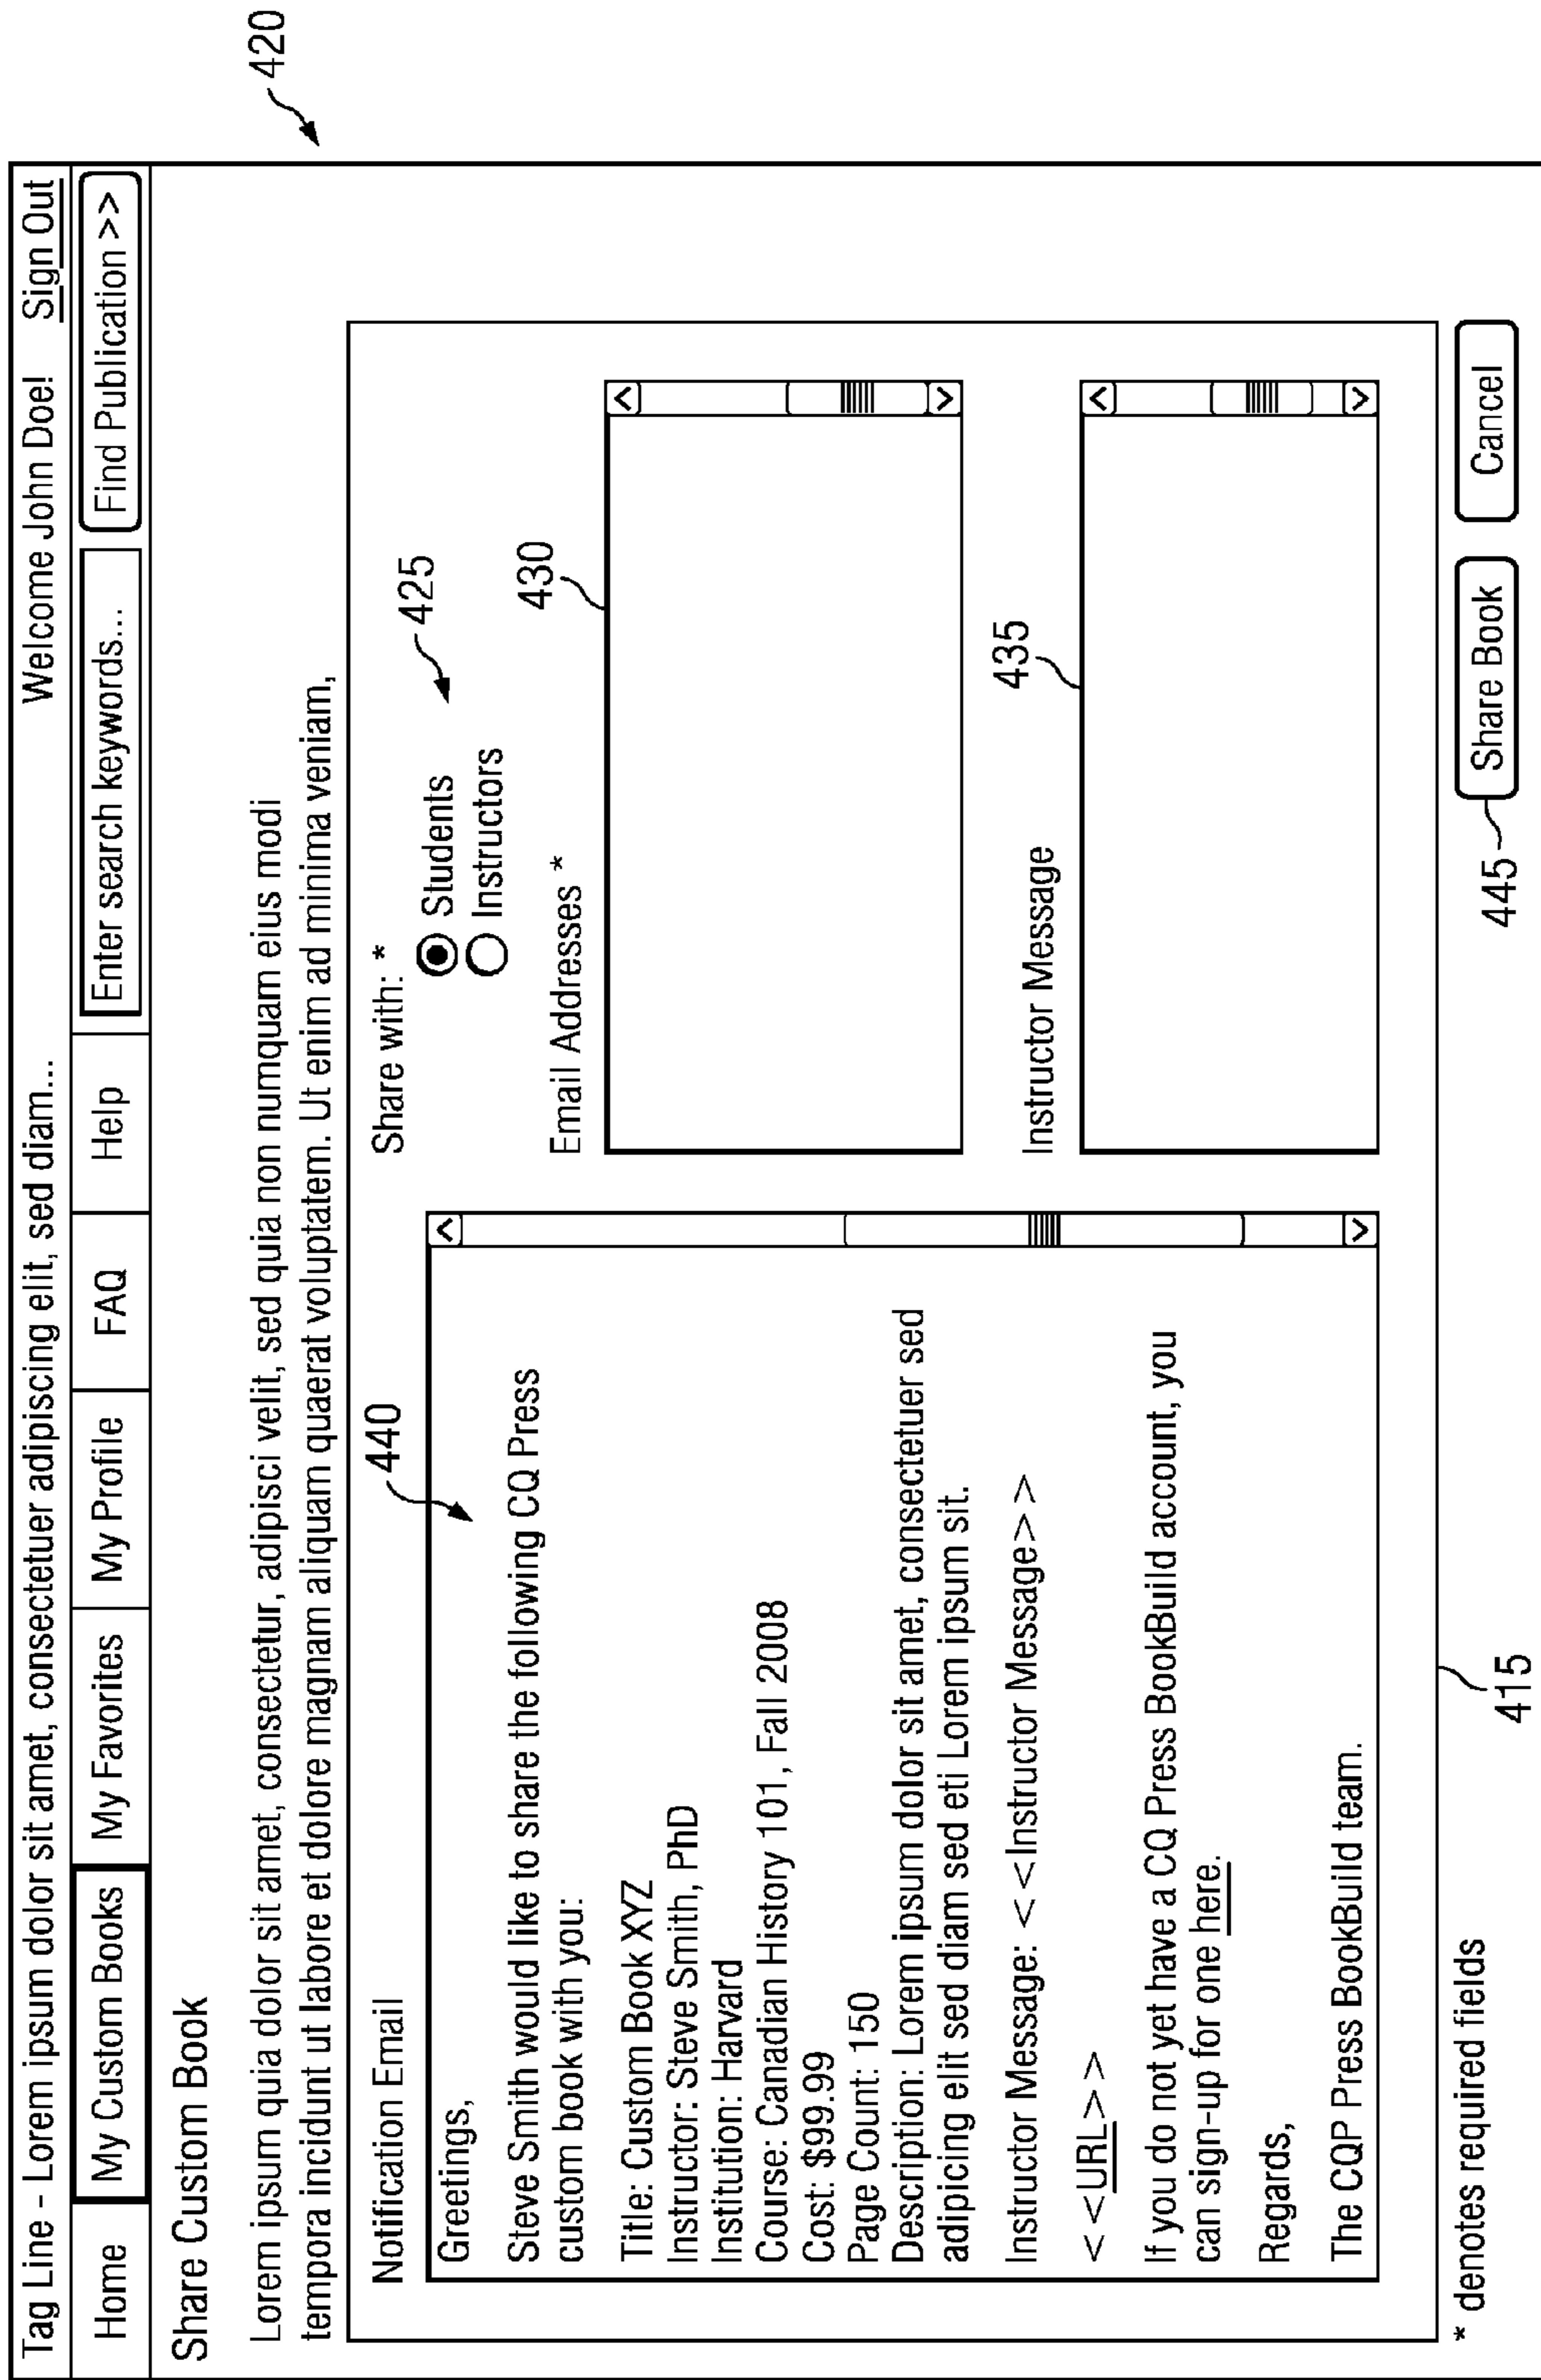 420
Tag Line - Lorem ipsum dolor sit amet, consectetuer adipiscing elit, sed diam... Welcome John Doe! Sign Out
Home My Custom Books My Favorites My Profile FAQ Help Enter search keywords... Find Publication >>
Share Custom Book
Lorem ipsum quia dolor sit amet, consectetur, adipisci velit, sed quia non numquam eius modi
tempora incidunt ut labore et dolore magnam aliquam quaerat voluptatem. Ut enim ad minima veniam,
Notification Email
440
Greetings,
Steve Smith would like to share the following CQ Press
custom book with you:
Title: Custom Book XYZ
Instructor: Steve Smith, PhD
Institution: Harvard
Course: Canadian History 101, Fall 2008
Cost: $99.99
Page Count: 150
Description: Lorem ipsum dolor sit amet, consectetuer sed
adipicing elit sed diam sed eti Lorem ipsum sit.
Instructor Message: <<Instructor Message>>
<<URL>>
If you do not yet have a CQ Press BookBuild account, you
can sign-up for one here.
Regards,
The CQP Press BookBuild team.
Share with: *
Students
Instructors
425
Email Addresses *
430
Instructor Message
435
* denotes required fields
415
445 Share Book Cancel